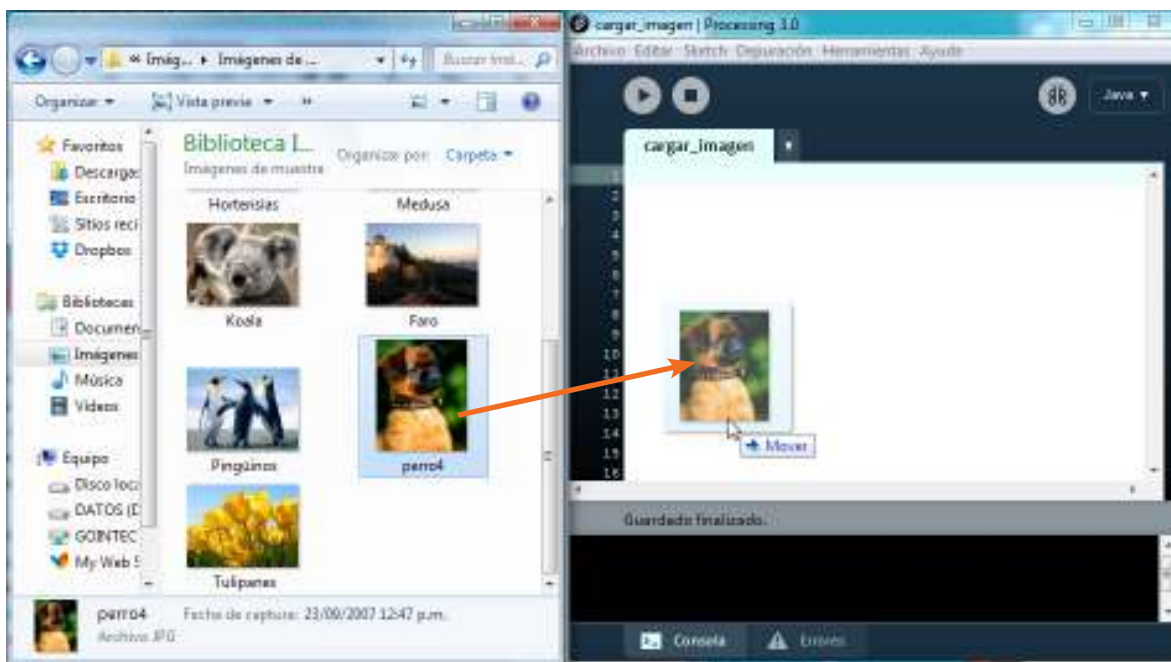 Imág... ▸ Imágenes de ...
Buscar
Organizar
Vista previa
»
Favoritos
Descargas
Escritorio
Sitios reci
Dropbox
Bibliotecas
Documen
Imágenes
Música
Videos
Equipo
Disco loca
DATOS (D
GOINTEC
My Web S
Biblioteca I...
Imágenes de muestra
Organizar por: Carpeta
Hortensias
Medusa
Koala
Faro
Pingüinos
perro4
Tulipanes
perro4
Archivo JPG
Fecha de captura: 23/09/2007 12:47 p.m.
cargar_imagen | Processing 3.0
Archivo Editar Sketch Depuración Herramientas Ayuda
Java
cargar_imagen
1
2
3
4
5
6
7
8
9
10
11
12
13
14
15
16
Mover
Guardado finalizado.
Consola
Errores